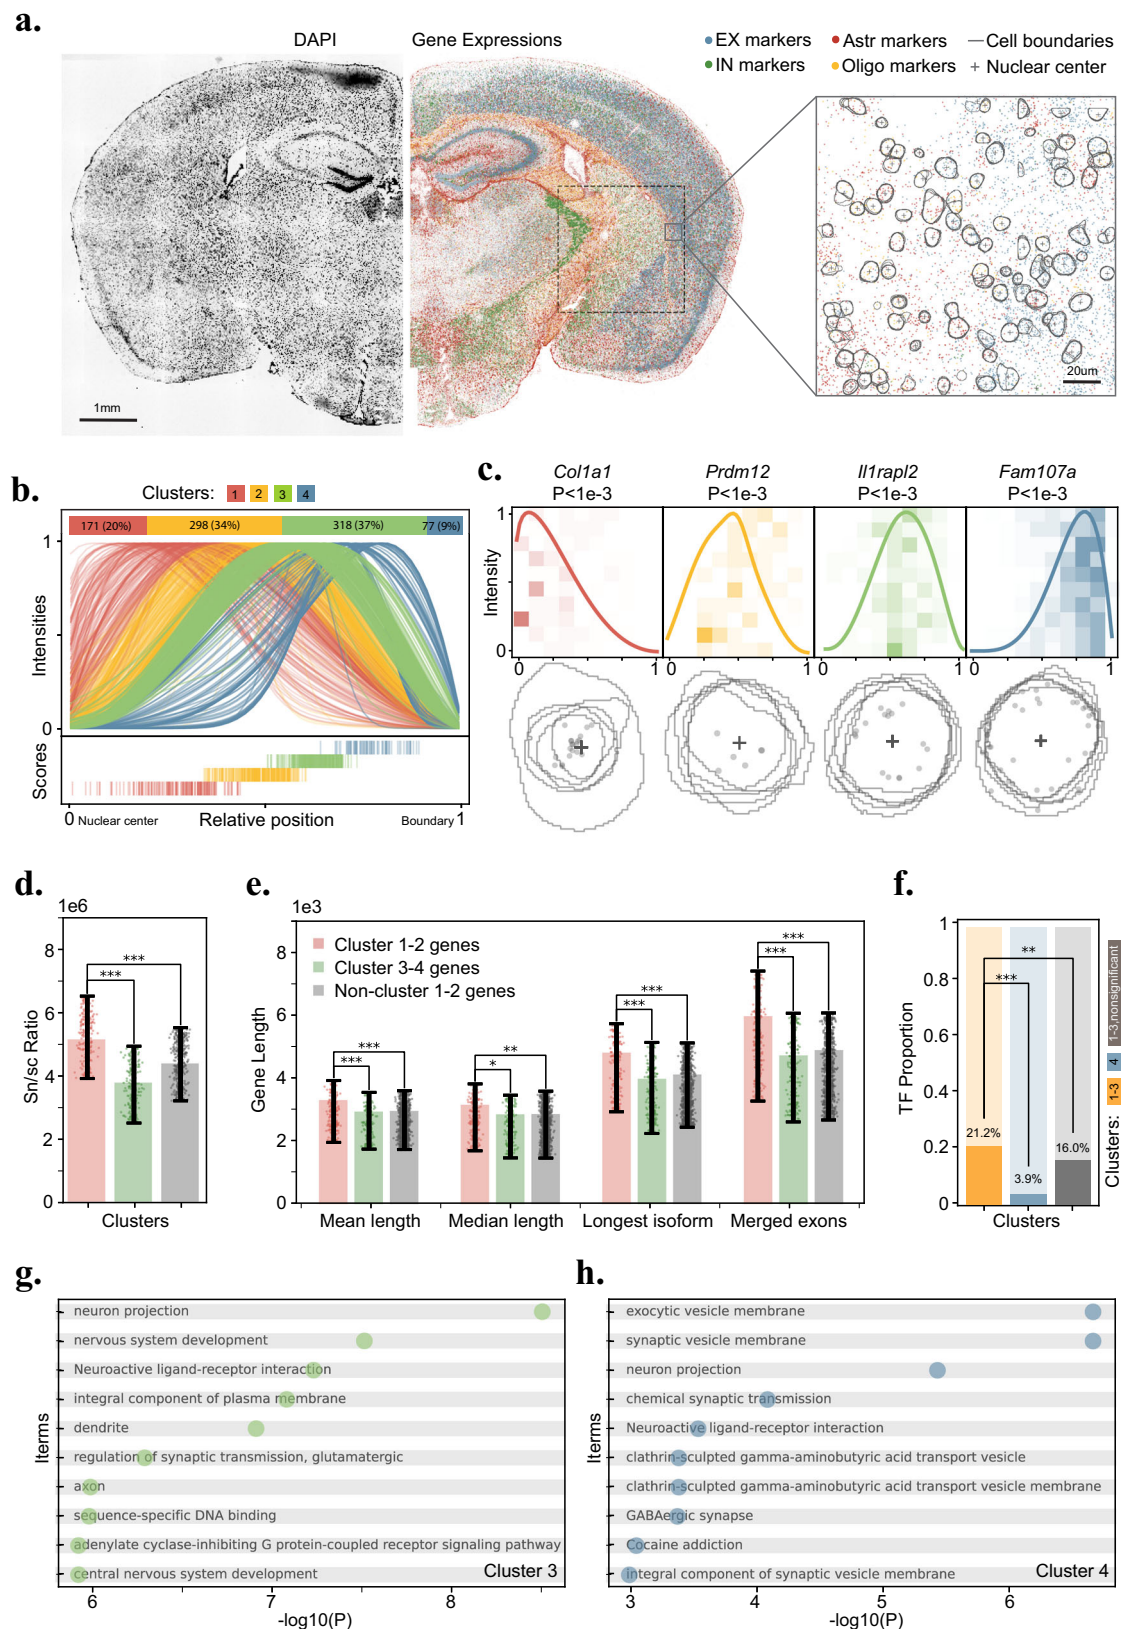 a.
DAPI
Gene Expressions
EX markers
Astr markers
Cell boundaries
IN markers
Oligo markers
Nuclear center
1mm
20um
b.
Clusters: 1 2 3 4
171 (20%) 298 (34%) 318 (37%) 77 (9%)
1
Intensities
0
Scores
0 Nuclear center Relative position Boundary 1
c.
Col1a1 Prdm12 Il1rapl2 Fam107a
P<1e-3 P<1e-3 P<1e-3 P<1e-3
1
Intensity
0
0 1 0 1 0 1 0 1
d.
1e6
8
6
4
2
0
Sn/sc Ratio
*** ***
Clusters
e.
1e3
8
6
4
2
0
Gene Length
Cluster 1-2 genes
Cluster 3-4 genes
Non-cluster 1-2 genes
*** ***
** *
*** ***
*** ***
Mean length Median length Longest isoform Merged exons
f.
1
0.8
0.6
0.4
0.2
0
TF Proportion
**
***
21.2% 3.9% 16.0%
Clusters
Clusters: 1-3 4 1-3,nonsignificant
g.
neuron projection
nervous system development
Neuroactive ligand-receptor interaction
integral component of plasma membrane
dendrite
regulation of synaptic transmission, glutamatergic
axon
sequence-specific DNA binding
adenylate cyclase-inhibiting G protein-coupled receptor signaling pathway
central nervous system development
Cluster 3
Iterms
6 7 8
-log10(P)
h.
exocytic vesicle membrane
synaptic vesicle membrane
neuron projection
chemical synaptic transmission
Neuroactive ligand-receptor interaction
clathrin-sculpted gamma-aminobutyric acid transport vesicle
clathrin-sculpted gamma-aminobutyric acid transport vesicle membrane
GABAergic synapse
Cocaine addiction
integral component of synaptic vesicle membrane
Cluster 4
Iterms
3 4 5 6
-log10(P)